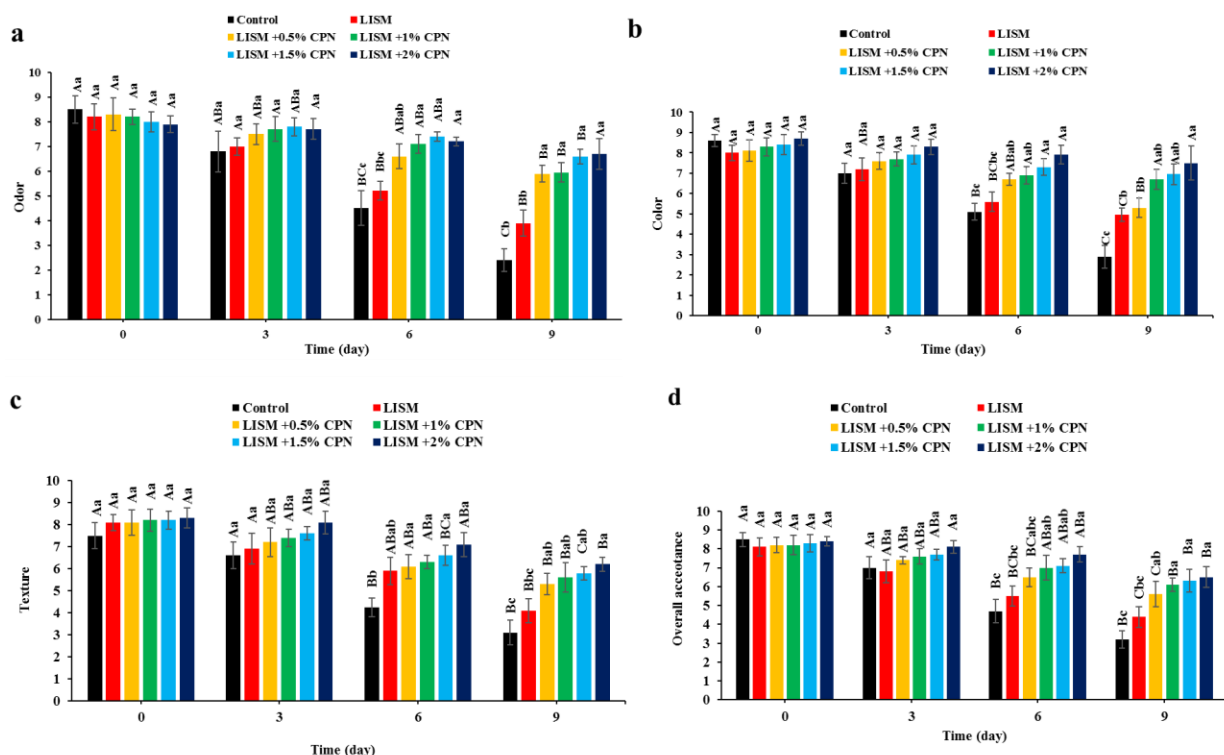 a
Control LISM
LISM +0.5% CPN LISM +1% CPN
LISM +1.5% CPN LISM +2% CPN
Aa Aa Aa Aa Aa Aa
ABa Aa ABa Aa ABa Aa
BCc Bbc ABab ABa ABa Aa
Cb Bb Ba Ba Ba Aa
Odor
10
9
8
7
6
5
4
3
2
1
0
0 3 6 9
Time (day)
b
Control LISM
LISM +0.5% CPN LISM +1% CPN
LISM +1.5% CPN LISM +2% CPN
Aa Aa Aa Aa Aa Aa
Aa ABa Aa Aa Aa Aa
Bc BCbc ABab Aab Aa Aa
Cc Cb Bb Aab Aab Aa
Color
10
9
8
7
6
5
4
3
2
1
0
0 3 6 9
Time (day)
c
Control LISM
LISM +0.5% CPN LISM +1% CPN
LISM +1.5% CPN LISM +2% CPN
Aa Aa Aa Aa Aa Aa
Aa Aa ABa ABa ABa ABa
Bb ABab ABa ABa BCa ABa
Bc Bbc Bab Bab Cab Ba
Texture
10
9
8
7
6
5
4
3
2
1
0
0 3 6 9
Time (day)
d
Control LISM
LISM +0.5% CPN LISM +1% CPN
LISM +1.5% CPN LISM +2% CPN
Aa Aa Aa Aa Aa Aa
Aa ABa ABa ABa ABa Aa
Bc BCbc BCabc ABab ABab ABa
Bc Cbc Cab Ba Ba Ba
Overall acceotance
10
9
8
7
6
5
4
3
2
1
0
0 3 6 9
Time (day)